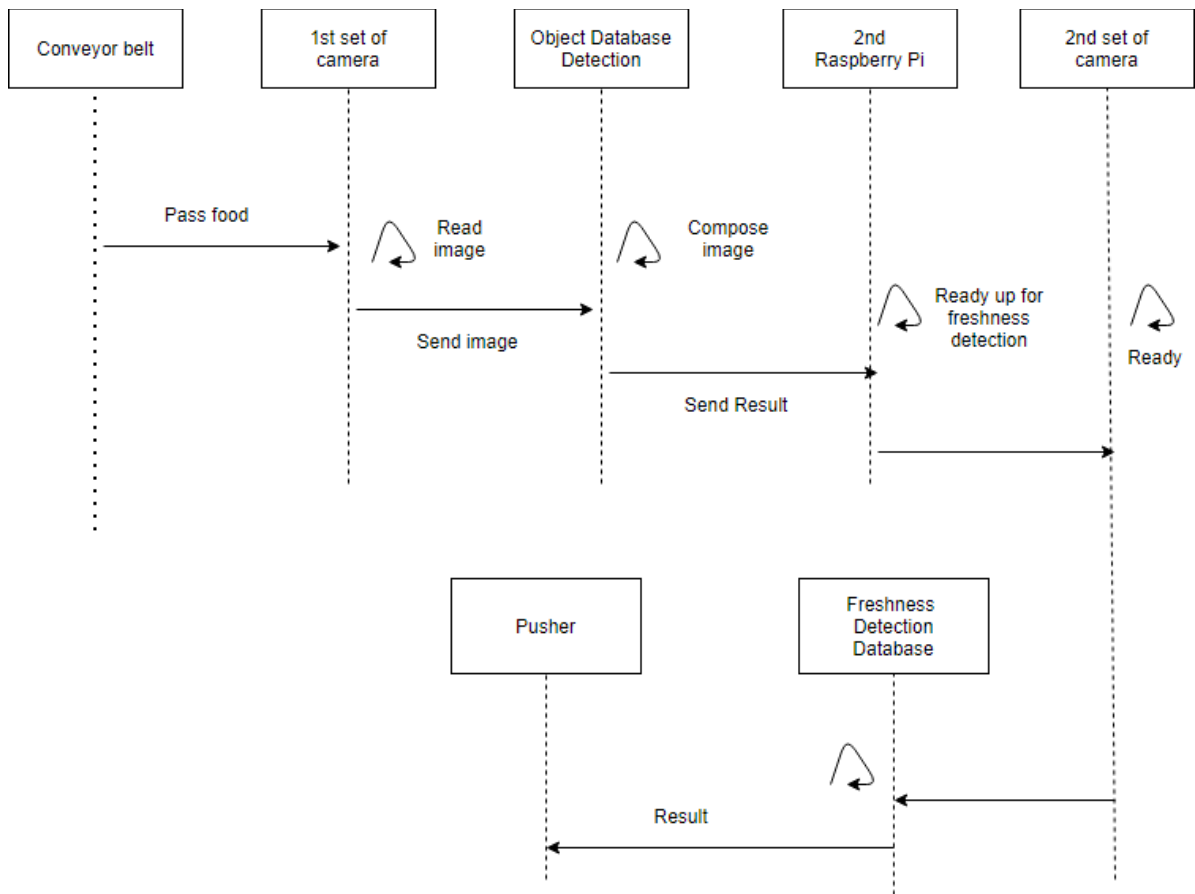 Conveyor belt
1st set of
camera
Object Database
Detection
2nd
Raspberry Pi
2nd set of
camera
Pass food
Read
image
Compose
image
Send image
Ready up for
freshness
detection
Ready
Send Result
Pusher
Freshness
Detection
Database
Result